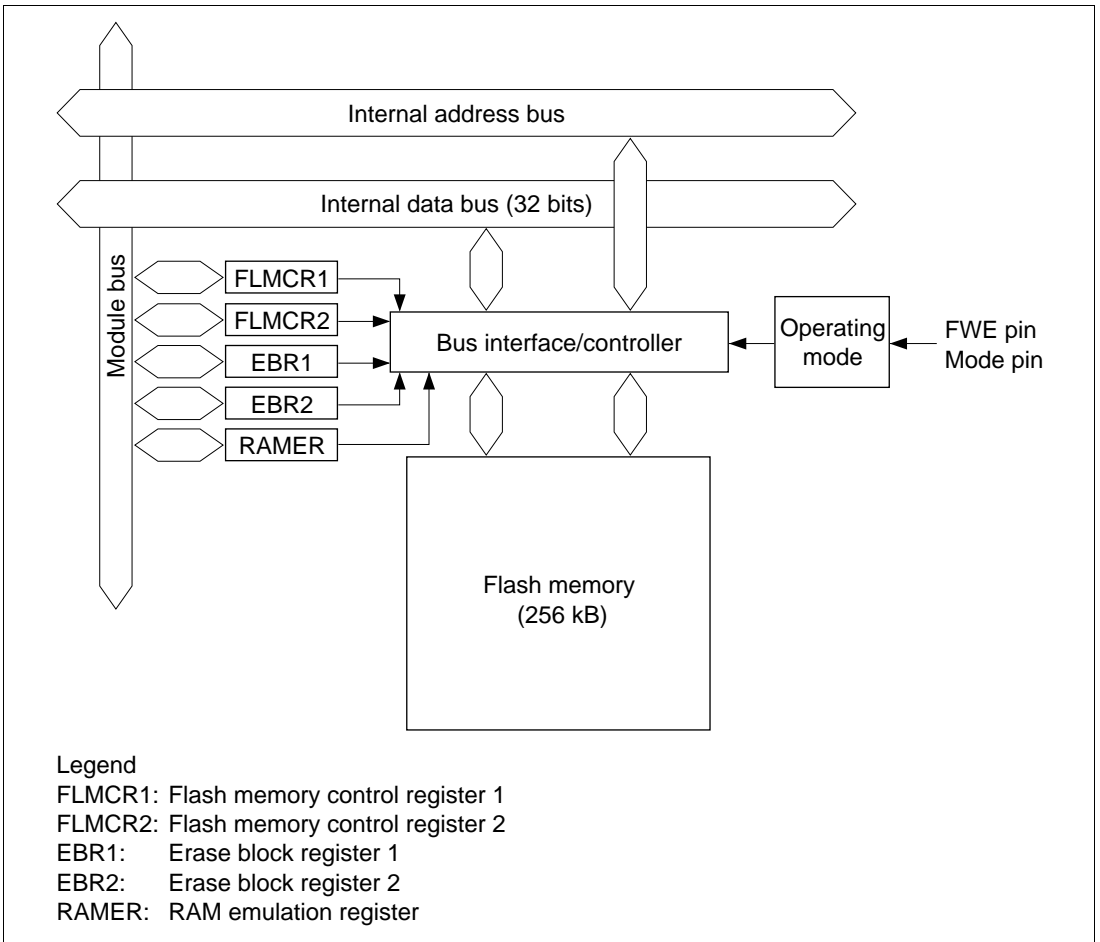 Internal address bus
Internal data bus (32 bits)
Module bus
FLMCR1
FLMCR2
EBR1
EBR2
RAMER
Bus interface/controller
Operating
mode
FWE pin
Mode pin
Flash memory
(256 kB)
Legend
FLMCR1: Flash memory control register 1
FLMCR2: Flash memory control register 2
EBR1: Erase block register 1
EBR2: Erase block register 2
RAMER: RAM emulation register